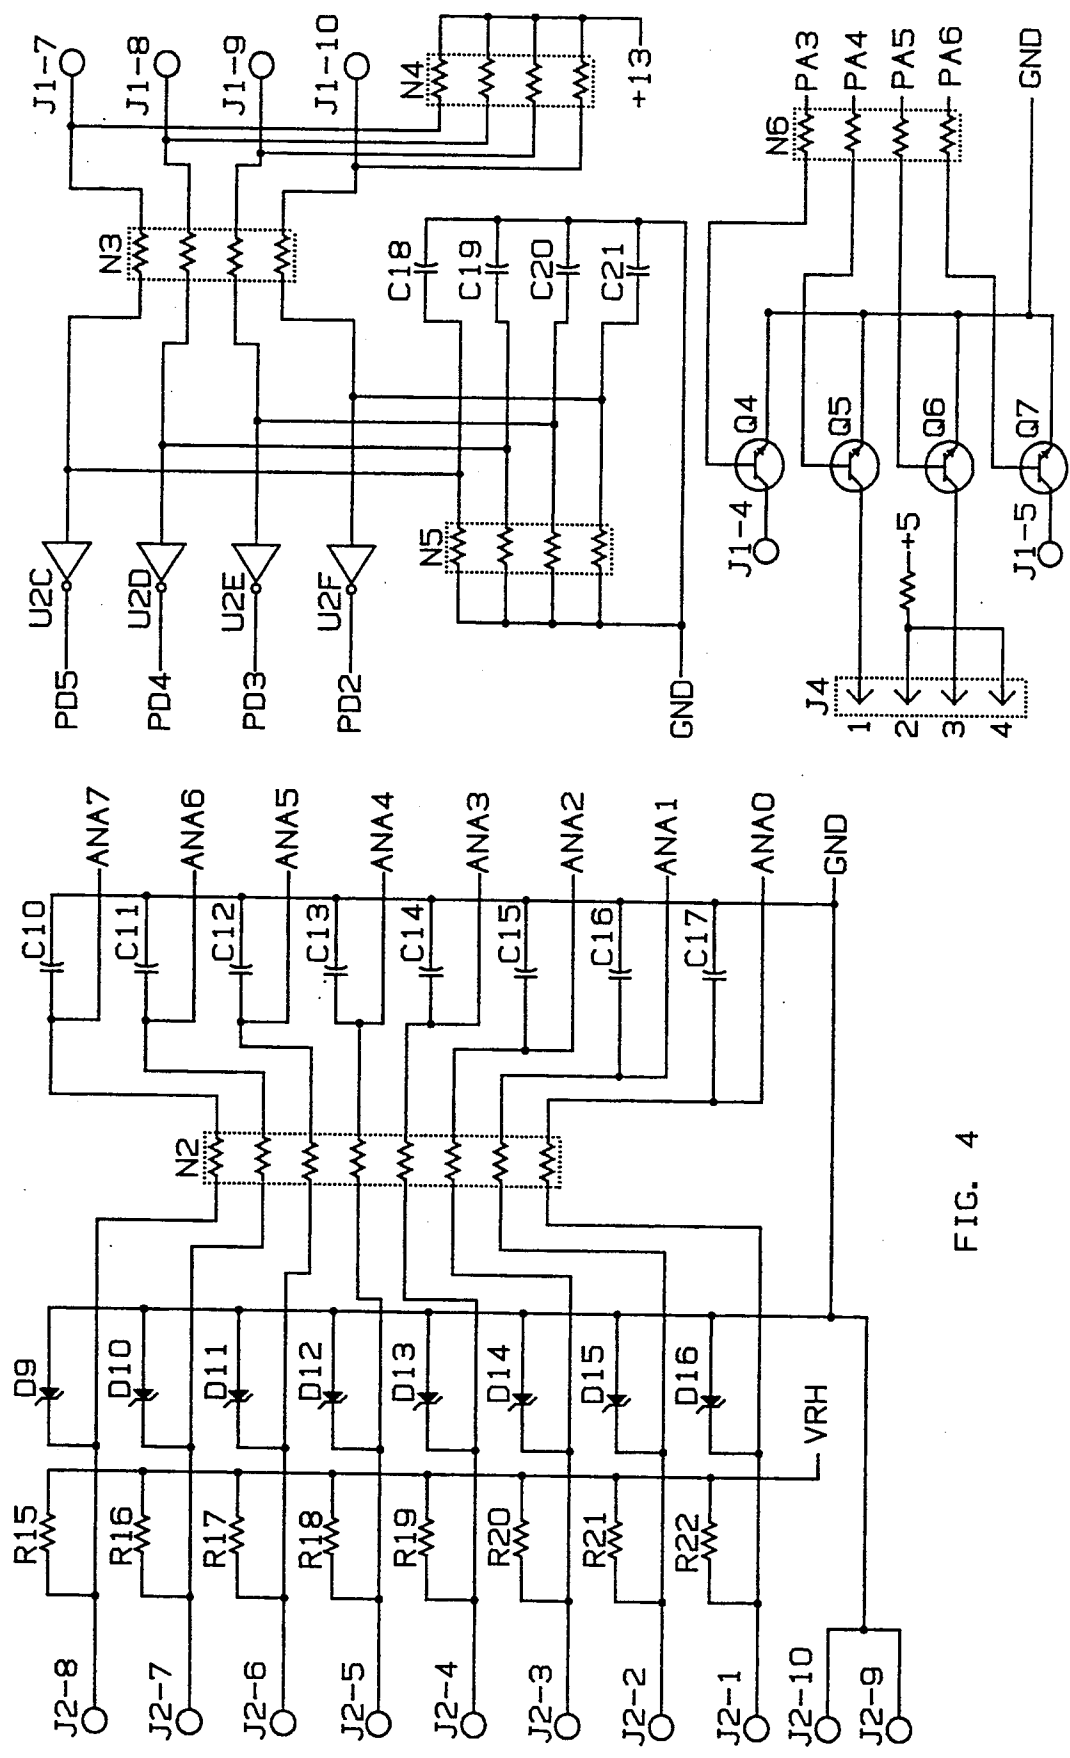 J2-8
R15
D9
C10
ANA7
J2-7
R16
D10
C11
ANA6
J2-6
R17
D11
N2
C12
ANA5
J2-5
R18
D12
C13
ANA4
J2-4
R19
D13
C14
ANA3
J2-3
R20
D14
C15
ANA2
J2-2
R21
D15
C16
ANA1
J2-1
R22
D16
C17
ANA0
J2-10
J2-9
VRH
GND
PD5
U2C
N3
J1-7
PD4
U2D
J1-8
PD3
U2E
J1-9
PD2
U2F
J1-10
N5
C18
N4
C19
C20
C21
+13
GND
J1-4
Q4
N6
PA3
J4
1
Q5
PA4
2
+5
PA5
3
Q6
PA6
4
J1-5
Q7
GND
FIG. 4